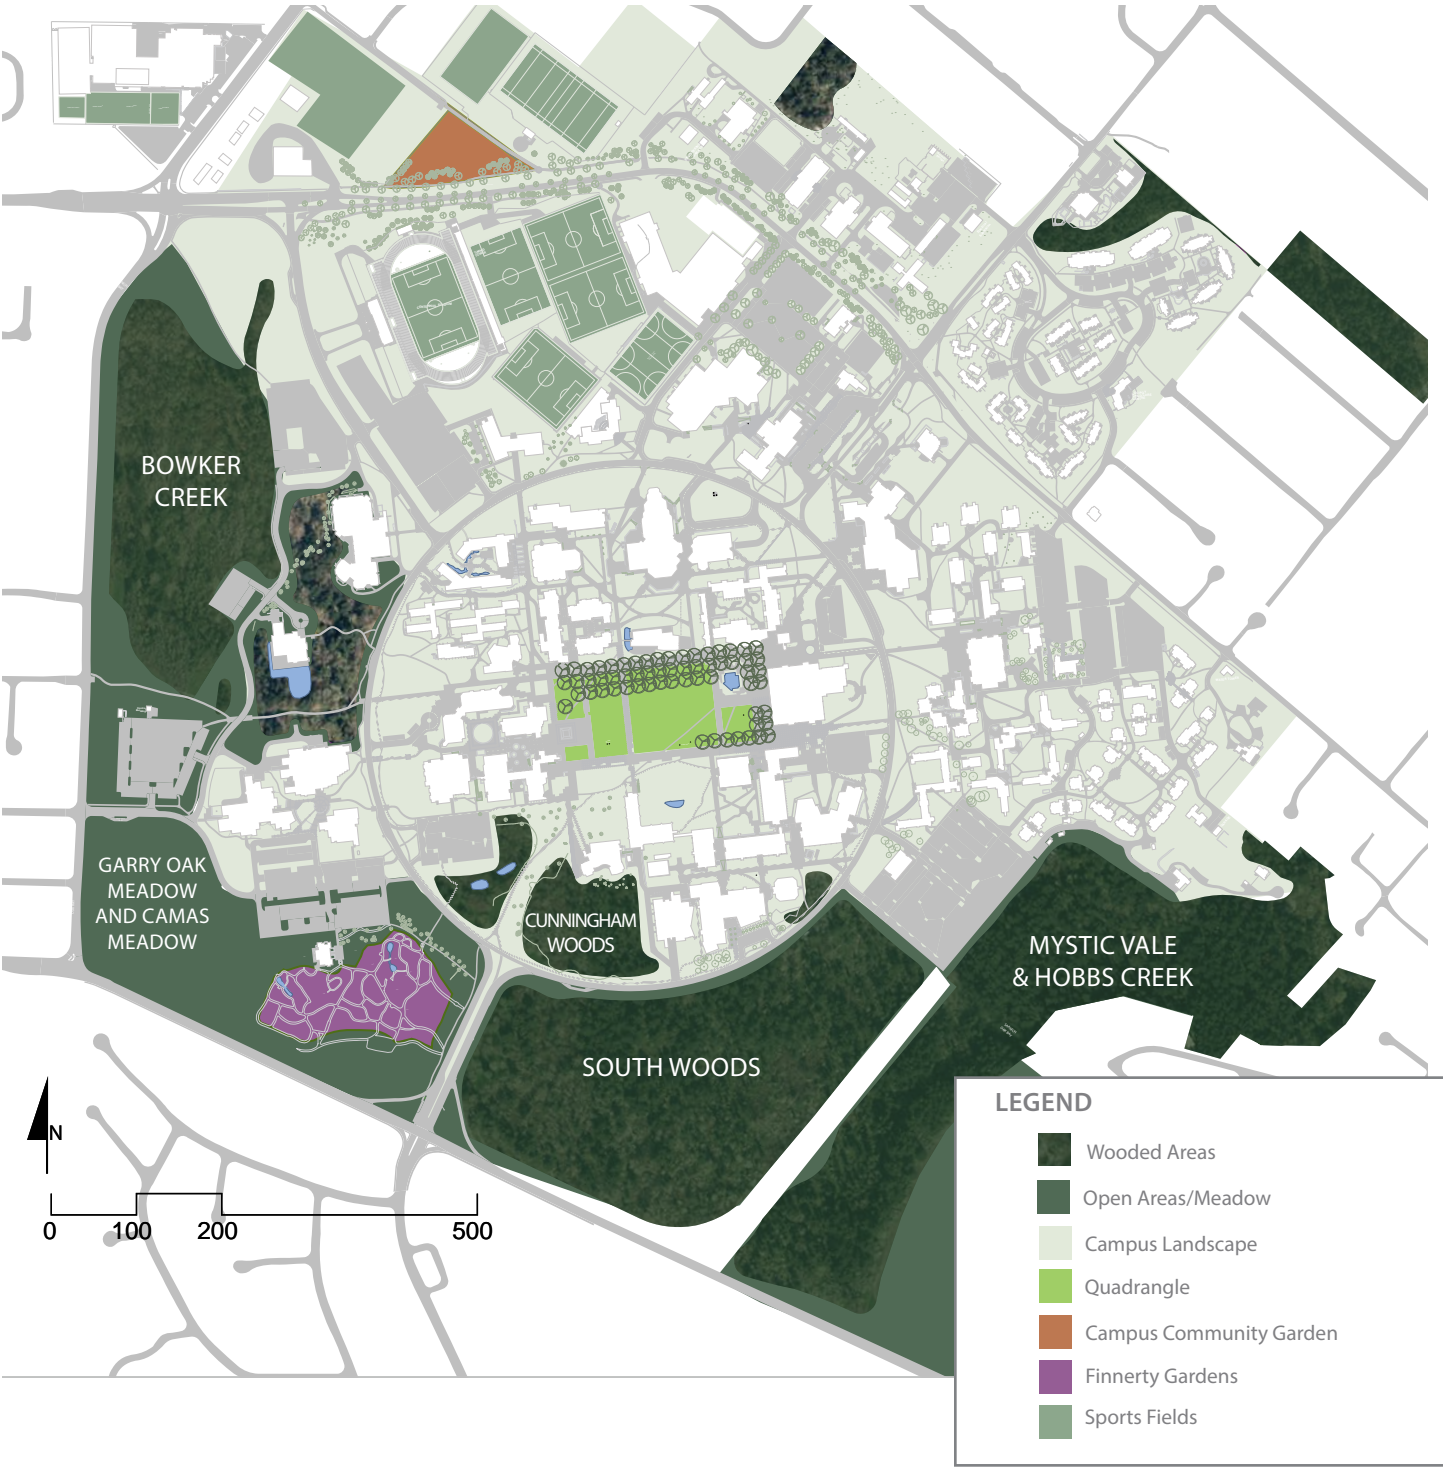 BOWKER
CREEK
GARRY OAK
MEADOW
AND CAMAS
MEADOW
CUNNINGHAM
WOODS
MYSTIC VALE
& HOBBS CREEK
SOUTH WOODS
N
0 100 200 500
LEGEND
Wooded Areas
Open Areas/Meadow
Campus Landscape
Quadrangle
Campus Community Garden
Finnerty Gardens
Sports Fields